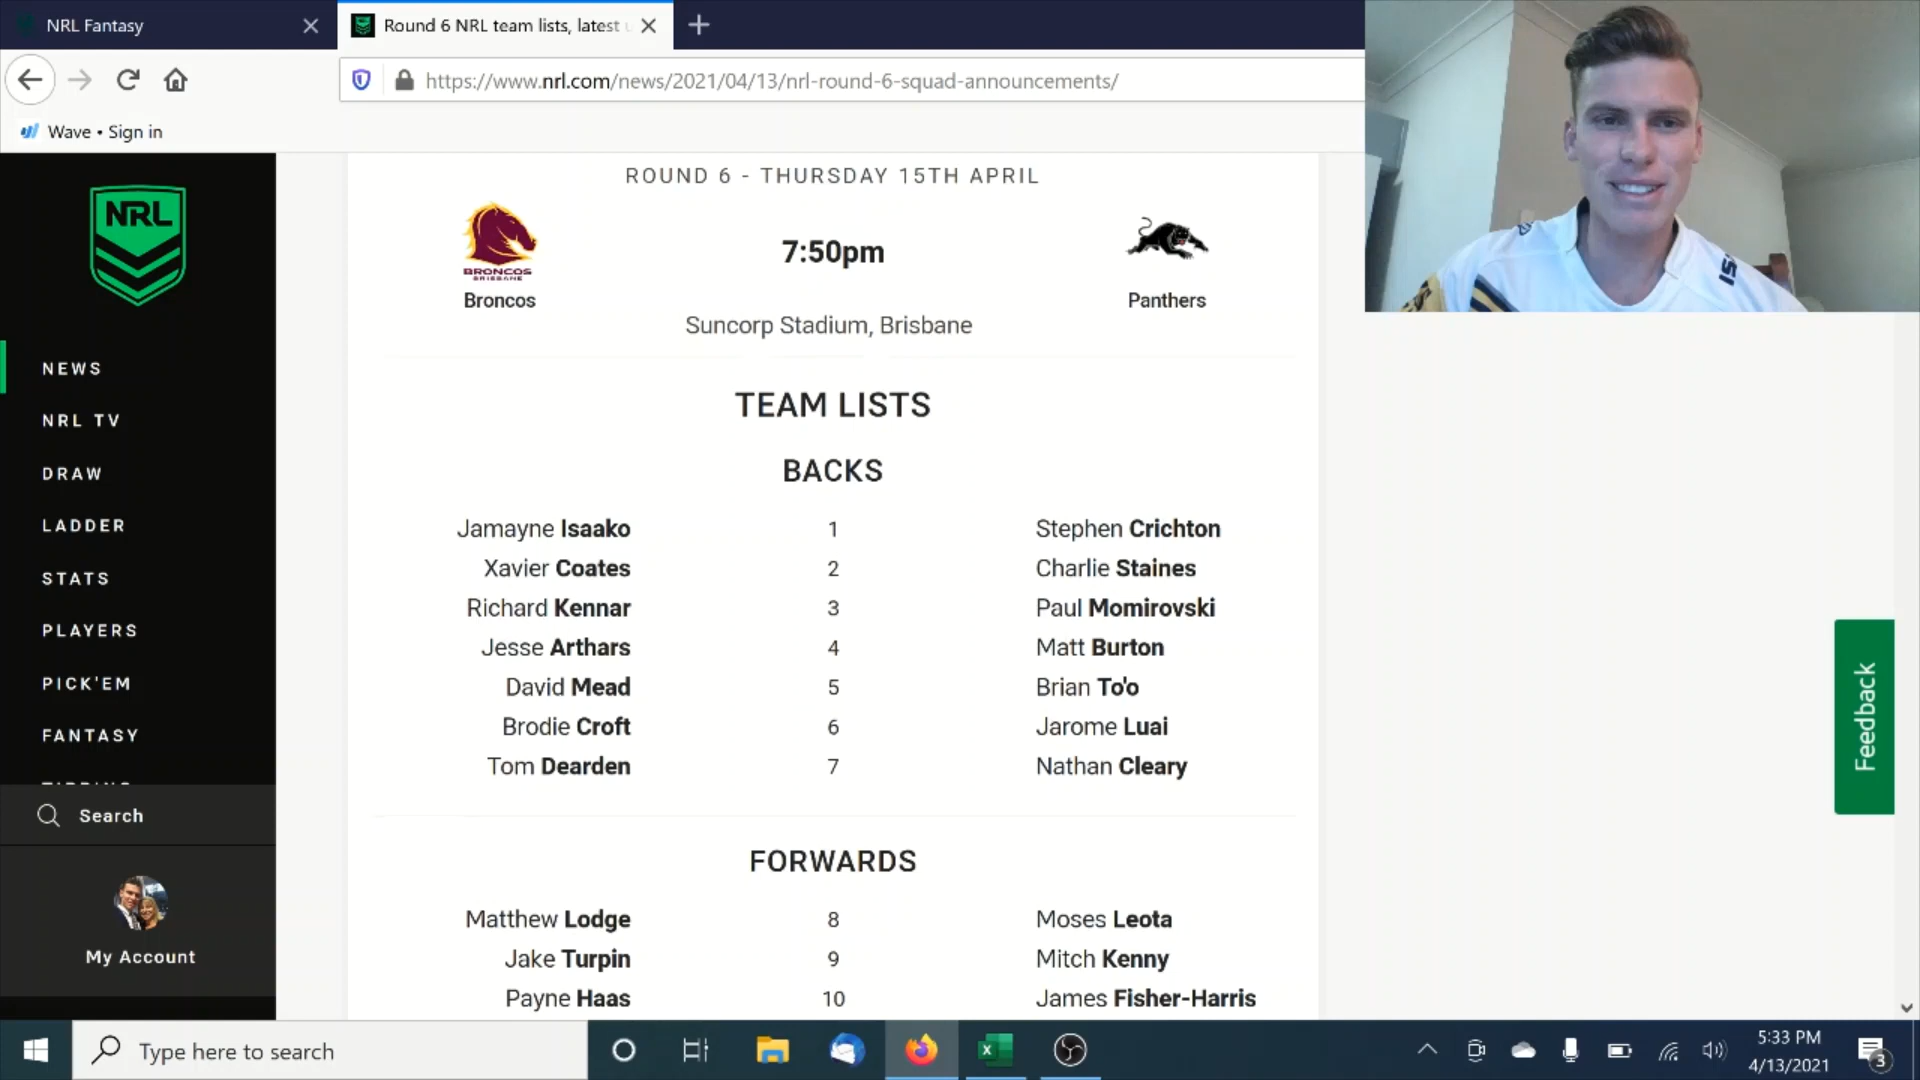 NRL Fantasy
Round 6 NRL team lists, latest
https://www.nrl.com/news/2021/04/13/nrl-round-6-squad-announcements/
Wave • Sign in
NRL
NEWS
NRL TV
DRAW
LADDER
STATS
PLAYERS
PICK'EM
FANTASY
Search
My Account
ROUND 6 - THURSDAY 15TH APRIL
BRONCOS
BRISBANE
Broncos
7:50pm
Panthers
Suncorp Stadium, Brisbane
TEAM LISTS
BACKS
Jamayne Isaako 1 Stephen Crichton
Xavier Coates 2 Charlie Staines
Richard Kennar 3 Paul Momirovski
Jesse Arthars 4 Matt Burton
David Mead 5 Brian To'o
Brodie Croft 6 Jarome Luai
Tom Dearden 7 Nathan Cleary
FORWARDS
Matthew Lodge 8 Moses Leota
Jake Turpin 9 Mitch Kenny
Payne Haas 10 James Fisher-Harris
Feedback
Type here to search
5:33 PM
4/13/2021
3